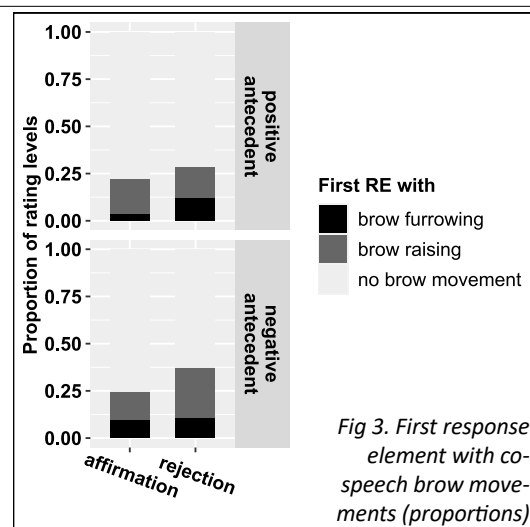 Proportion of rating levels
1.00
0.75
0.50
0.25
0.00
positive
antecedent
1.00
0.75
0.50
0.25
0.00
negative
antecedent
affirmation
rejection
First RE with
brow furrowing
brow raising
no brow movement
Fig 3. First response
element with co-
speech brow move-
ments (proportions)